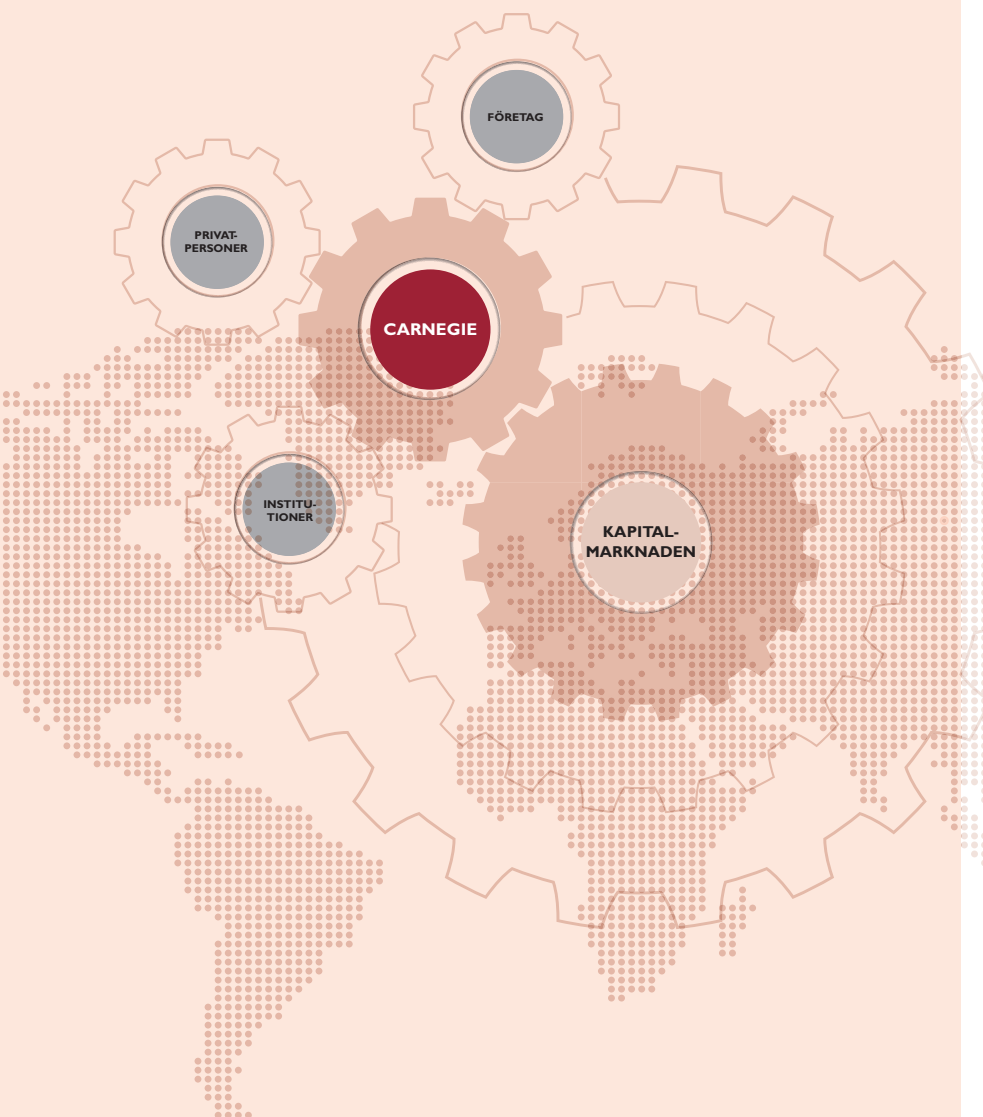 FÖRETAG
PRIVAT-
PERSONER
CARNEGIE
INSTITU-
TIONER
KAPITAL-
MARKNADEN